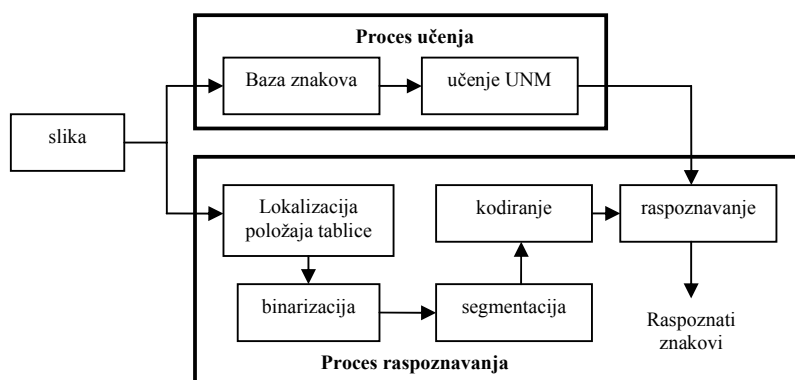 Proces učenja
Baza znakova
učenje UNM
slika
Lokalizacija
položaja tablice
kodiranje
raspoznavanje
binarizacija
segmentacija
Raspoznati
znakovi
Proces raspoznavanja